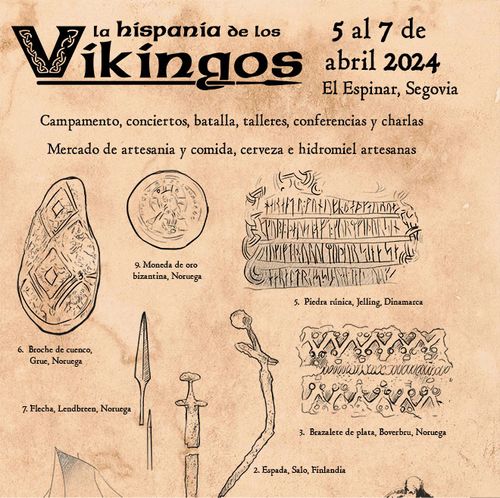 la hispania de los
Vikingos
5 al 7 de
abril 2024
El Espinar, Segovia
Campamento, conciertos, batalla, talleres, conferencias y charlas
Mercado de artesania y comida, cerveza e hidromiel artesanas
9. Moneda de oro
bizantina, Noruega
5. Piedra rúnica, Jelling, Dinamarca
6. Broche de cuenco,
Grue, Noruega
7. Flecha, Lendbreen, Noruega
3. Brazalete de plata, Boverbru, Noruega
2. Espada, Salo, Finlandia